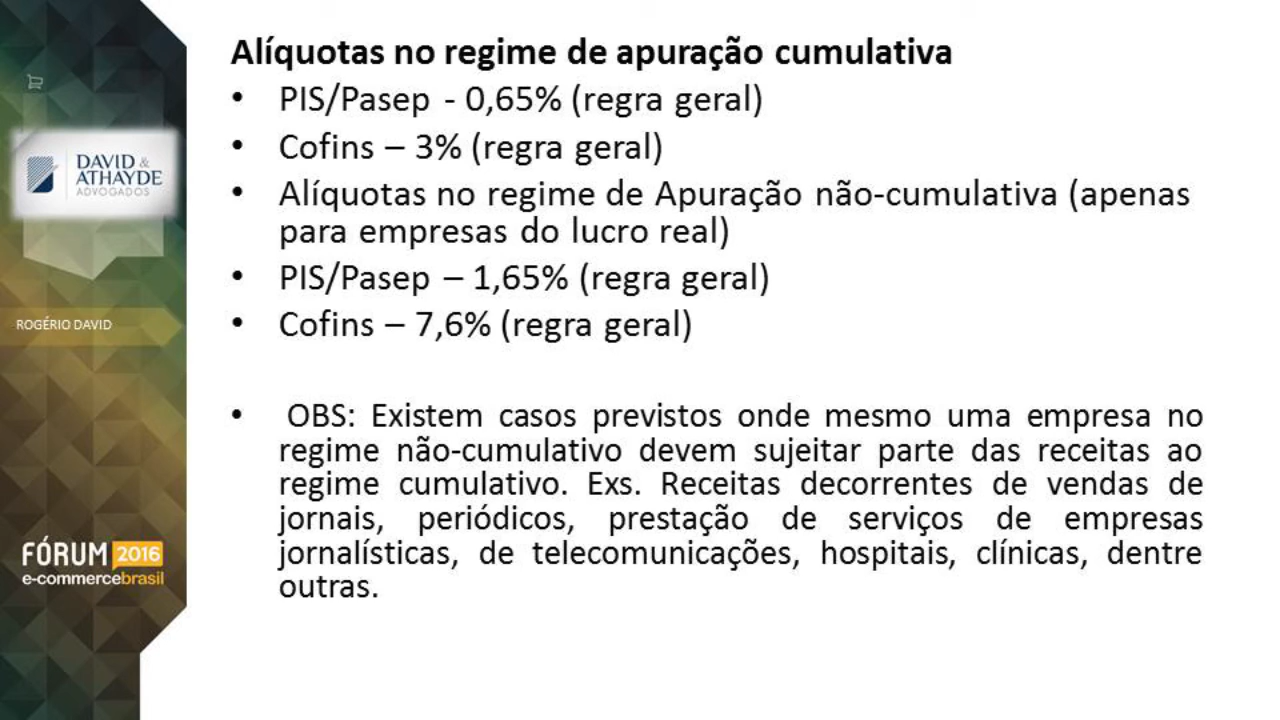 Alíquotas no regime de apuração cumulativa
• PIS/Pasep - 0,65% (regra geral)
• Cofins – 3% (regra geral)
• Alíquotas no regime de Apuração não-cumulativa (apenas
para empresas do lucro real)
• PIS/Pasep – 1,65% (regra geral)
• Cofins – 7,6% (regra geral)
• OBS: Existem casos previstos onde mesmo uma empresa no
regime não-cumulativo devem sujeitar parte das receitas ao
regime cumulativo. Exs. Receitas decorrentes de vendas de
jornais, periódicos, prestação de serviços de empresas
jornalísticas, de telecomunicações, hospitais, clínicas, dentre
outras.
DAVID &
ATHAYDE
ADVOGADOS
ROGÉRIO DAVID
FÓRUM 2016
e-commercebrasil